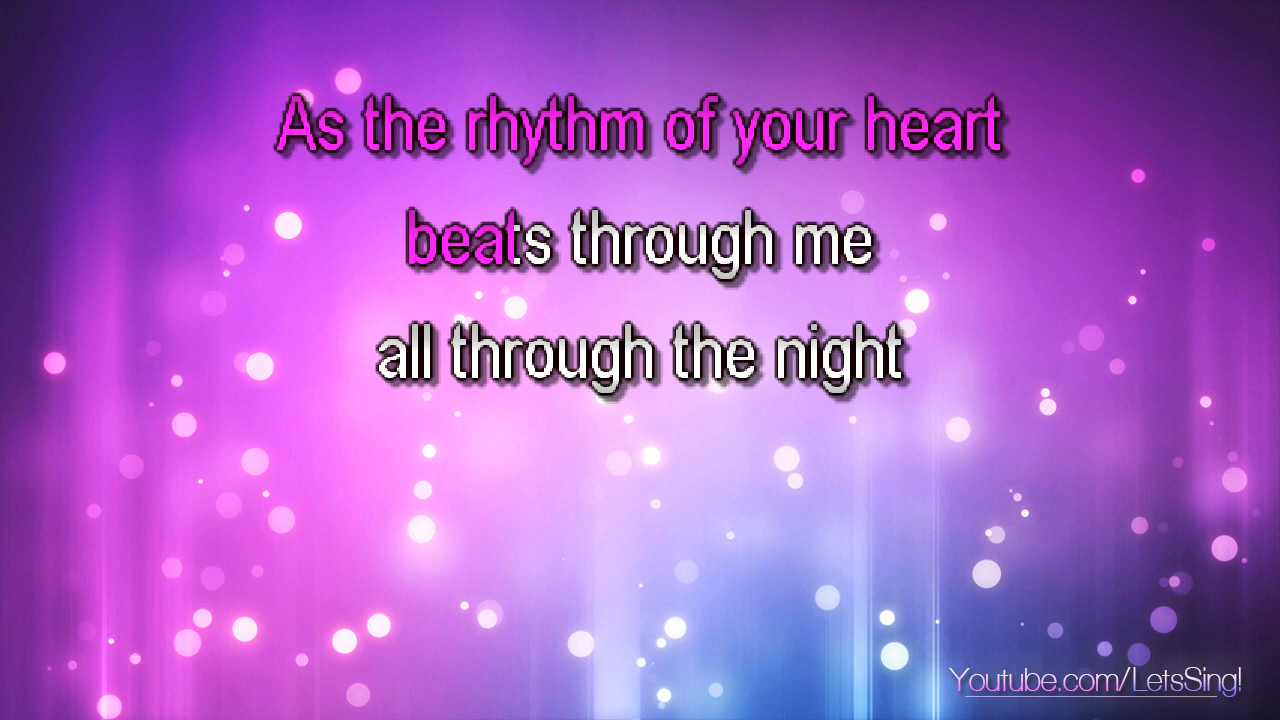 As the rhythm of your heart
beats through me
all through the night
Youtube.com/LetsSing!